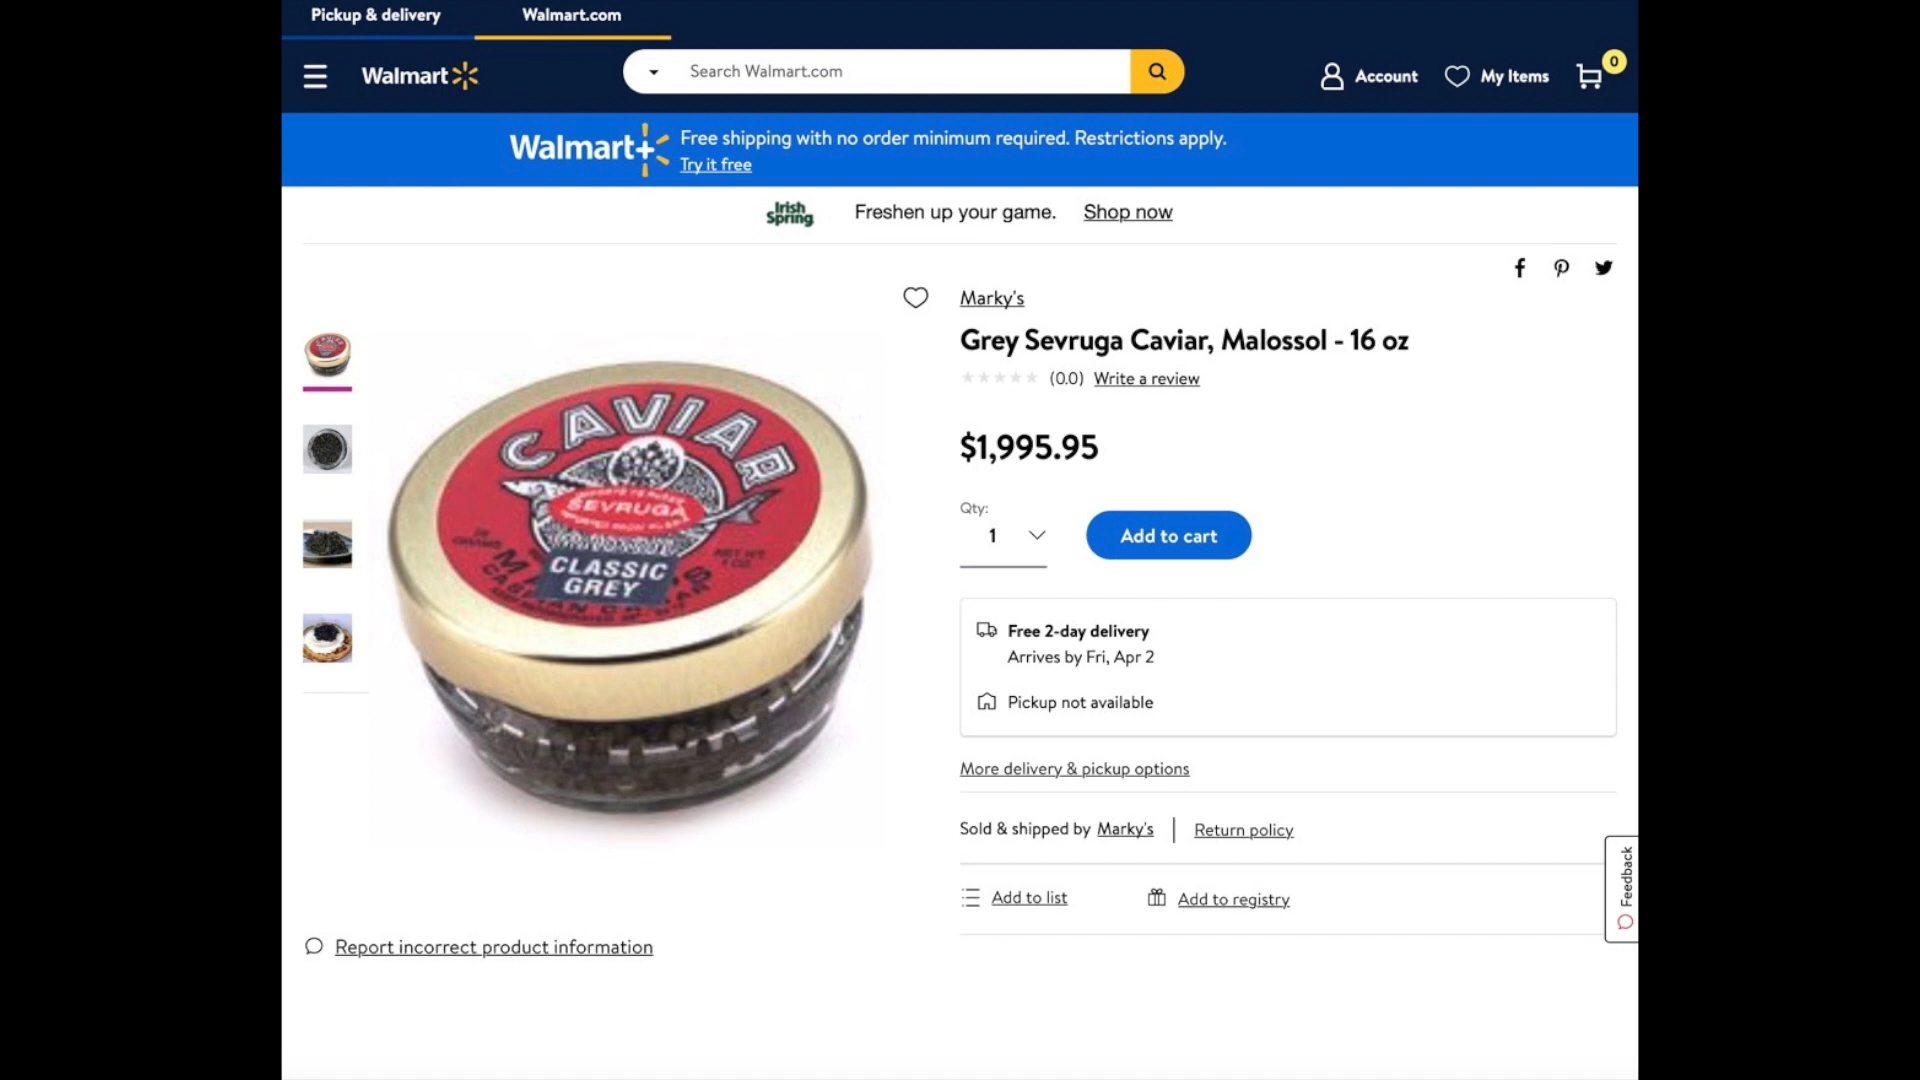 Pickup & delivery
Walmart.com
Walmart
Search Walmart.com
Account
My Items
0
Walmart+
Free shipping with no order minimum required. Restrictions apply.
Try it free
Irish
Spring
Freshen up your game.
Shop now
Marky's
Grey Sevruga Caviar, Malossol - 16 oz
(0.0)
Write a review
$1,995.95
Qty:
1
Add to cart
CAVIAR
SEVRUGA
CLASSIC
GREY
Free 2-day delivery
Arrives by Fri, Apr 2
Pickup not available
More delivery & pickup options
Sold & shipped by Marky's
Return policy
Add to list
Add to registry
Feedback
Report incorrect product information